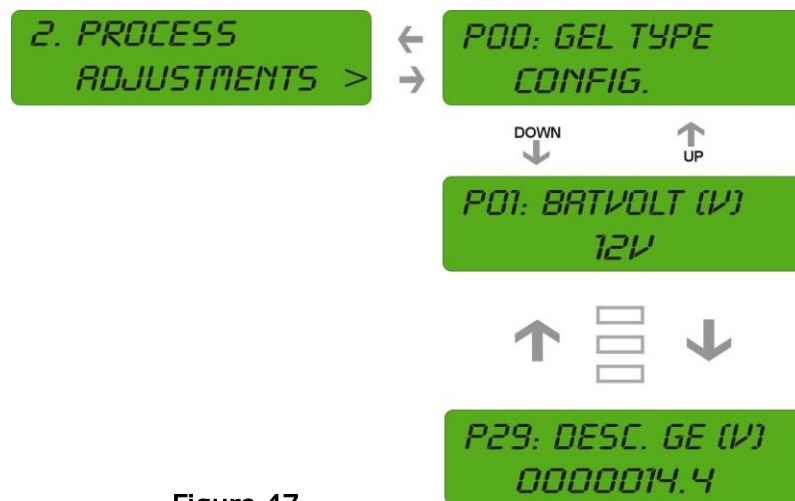 2. PROCESS
ADJUSTMENTS >
P00: GEL TYPE
CONFIG.
DOWN
UP
P01: BATVOLT (V)
12V
P29: DESC. GE (V)
0000014.4
Figure 47